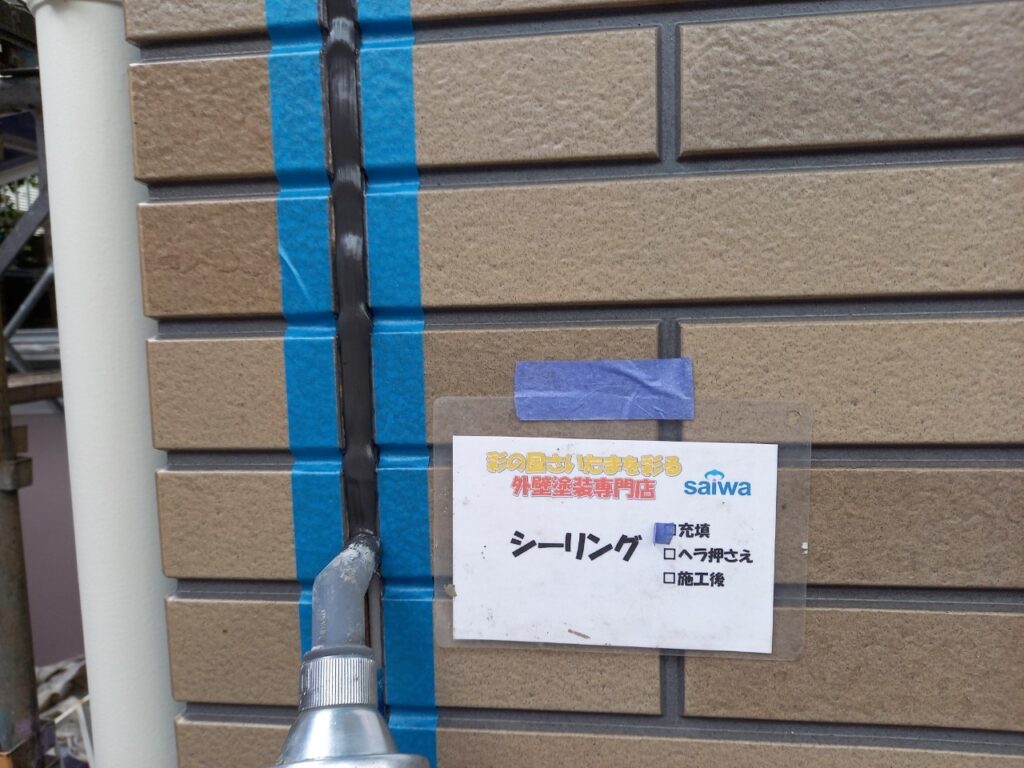 彩の国さいたまを彩る
外壁塗装専門店
saiwa
シーリング
□充填
□ヘラ押さえ
□施工後